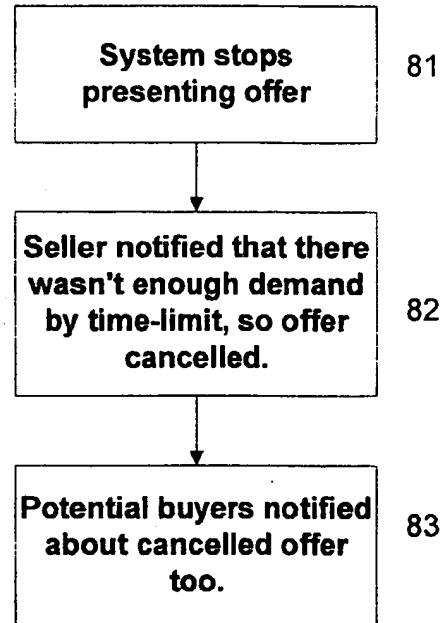 System stops
presenting offer
81
Seller notified that there
wasn't enough demand
by time-limit, so offer
cancelled.
82
Potential buyers notified
about cancelled offer
too.
83